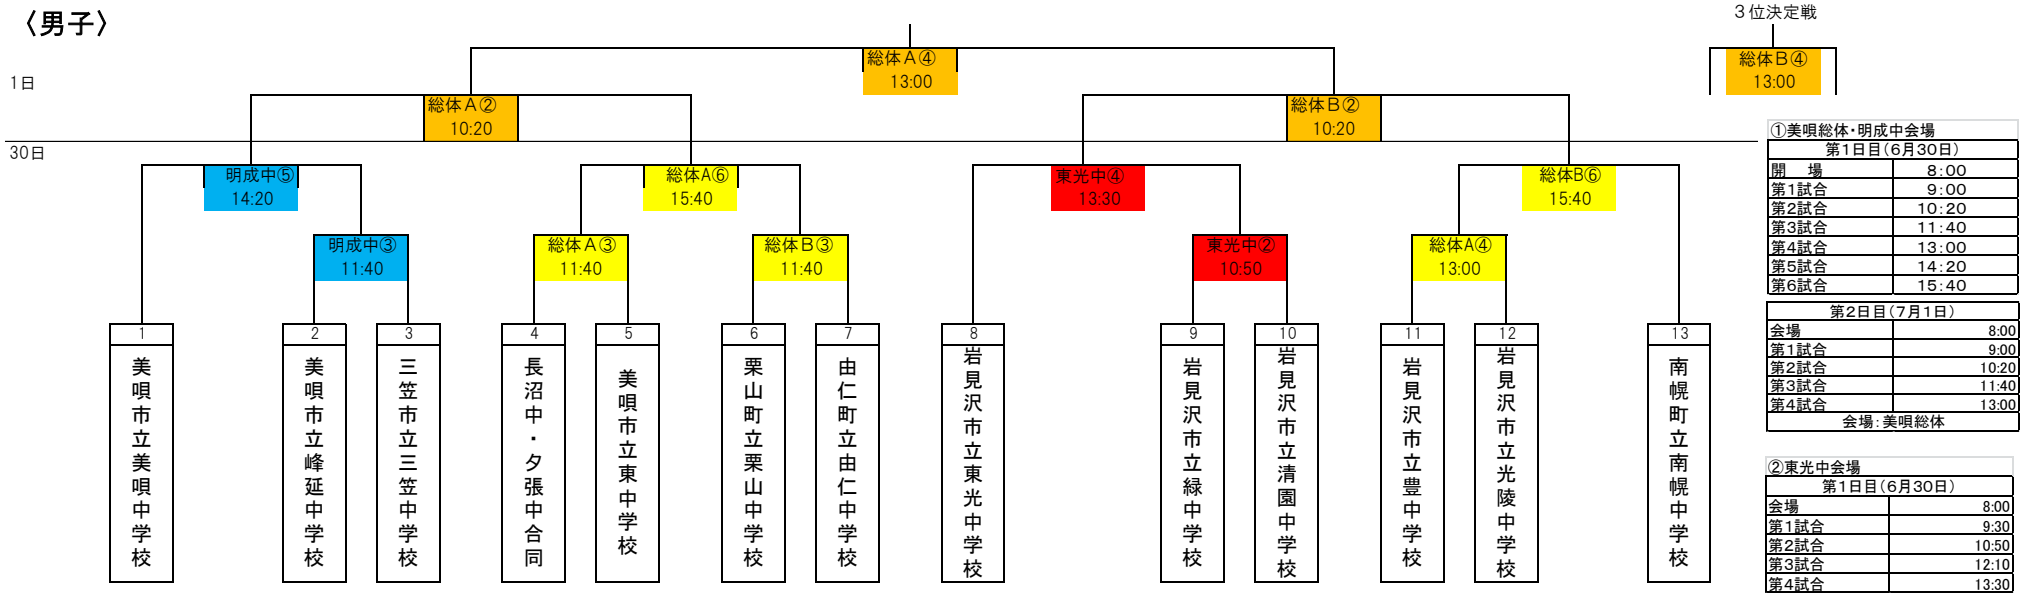 〈男子〉
３位決定戦
総体Ａ④
13:00
総体Ｂ④
13:00
1日
総体Ａ②
10:20
総体Ｂ②
10:20
30日
明成中⑤
14:20
総体A⑥
15:40
東光中④
13:30
総体B⑥
15:40
明成中③
11:40
総体Ａ③
11:40
総体Ｂ③
11:40
東光中②
10:50
総体A④
13:00
1
美唄市立美唄中学校
2
美唄市立峰延中学校
3
三笠市立三笠中学校
4
長沼中・夕張中合同
5
美唄市立東中学校
6
栗山町立栗山中学校
7
由仁町立由仁中学校
8
岩見沢市立東光中学校
9
岩見沢市立緑中学校
10
岩見沢市立清園中学校
11
岩見沢市立豊中学校
12
岩見沢市立光陵中学校
13
南幌町立南幌中学校
①美唄総体・明成中会場
第1日目(6月30日)
開　場 8:00
第1試合 9:00
第2試合 10:20
第3試合 11:40
第4試合 13:00
第5試合 14:20
第6試合 15:40
第2日目(7月1日)
会場 8:00
第1試合 9:00
第2試合 10:20
第3試合 11:40
第4試合 13:00
会場:美唄総体
②東光中会場
第1日目(6月30日)
会場 8:00
第1試合 9:30
第2試合 10:50
第3試合 12:10
第4試合 13:30